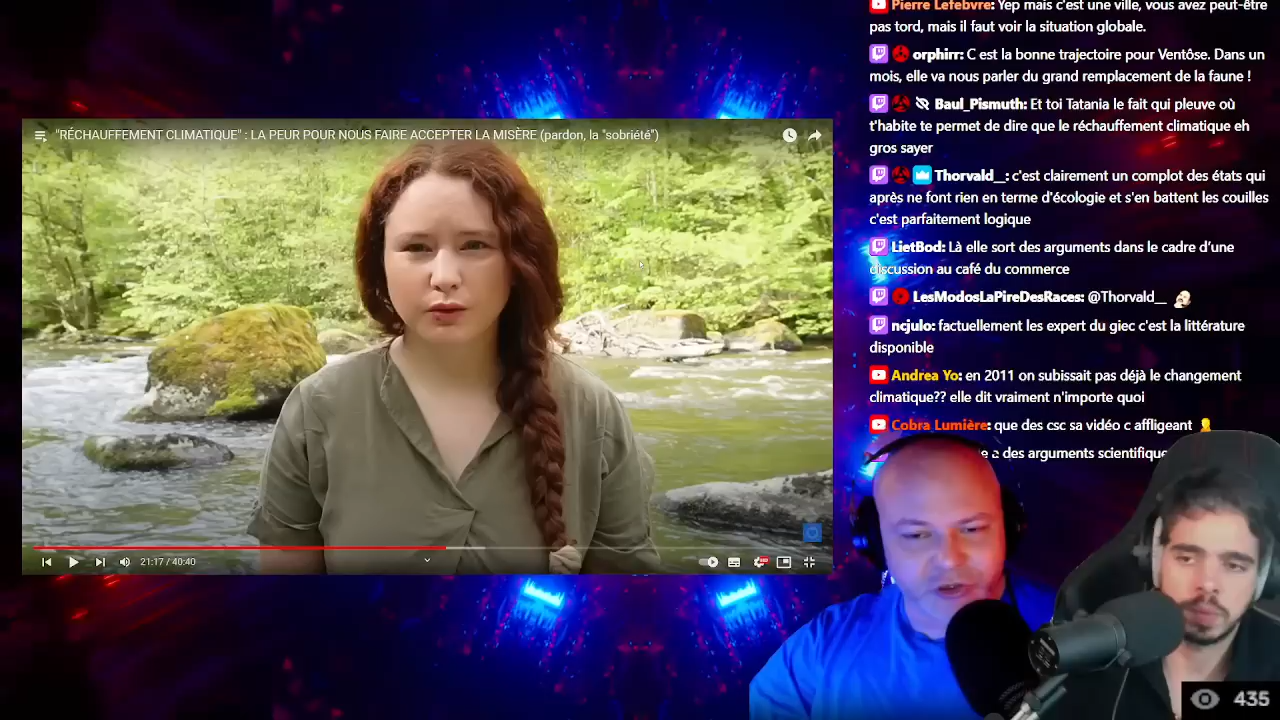 "RÉCHAUFFEMENT CLIMATIQUE" : LA PEUR POUR NOUS FAIRE ACCEPTER LA MISÈRE (pardon, la "sobriété")
21:17 / 40:40
Pierre Lefebvre: Yep mais c'est une ville, vous avez peut-être
pas tord, mais il faut voir la situation globale.
orphirr: C est la bonne trajectoire pour Ventôse. Dans un
mois, elle va nous parler du grand remplacement de la faune !
Baul_Pismuth: Et toi Tatania le fait qui pleuve où
t'habite te permet de dire que le réchauffement climatique eh
gros sayer
Thorvald__: c'est clairement un complot des états qui
après ne font rien en terme d'écologie et s'en battent les couilles
c'est parfaitement logique
LietBod: Là elle sort des arguments dans le cadre d'une
discussion au café du commerce
LesModosLaPireDesRaces: @Thorvald__
ncjulo: factuellement les expert du giec c'est la littérature
disponible
Andrea Yo: en 2011 on subissait pas déjà le changement
climatique?? elle dit vraiment n'importe quoi
Cobra Lumière: que des csc sa vidéo c affligeant
des arguments scientifique
435